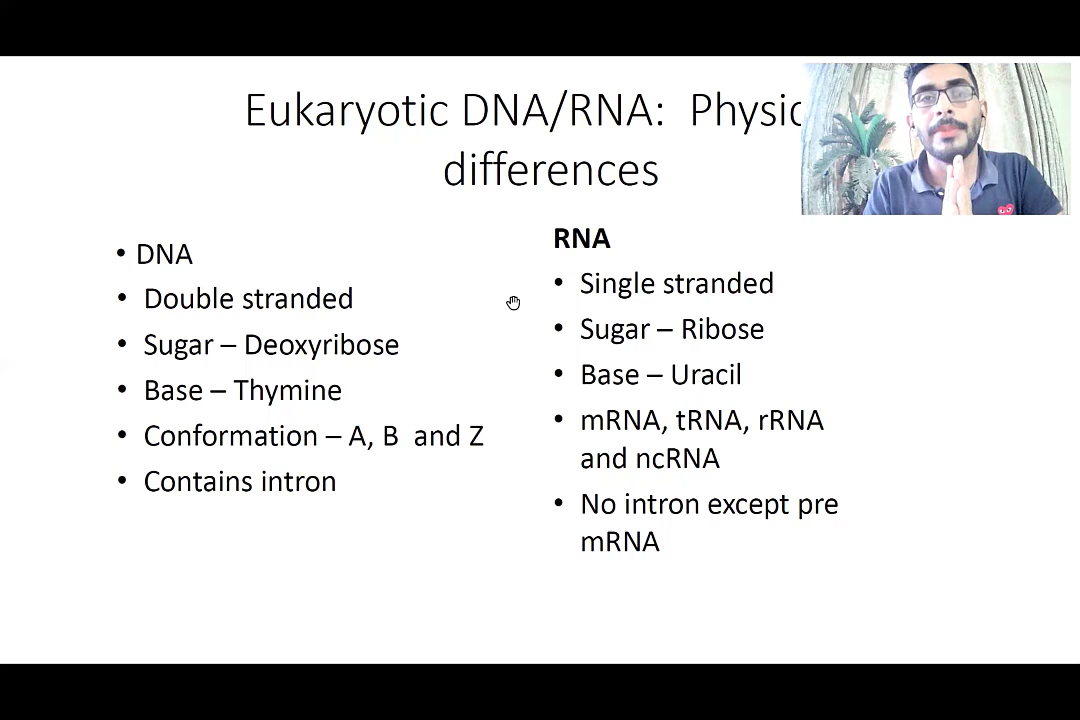 Eukaryotic DNA/RNA: Physic
differences
• DNA
• Double stranded
• Sugar – Deoxyribose
• Base – Thymine
• Conformation – A, B and Z
• Contains intron
RNA
• Single stranded
• Sugar – Ribose
• Base – Uracil
• mRNA, tRNA, rRNA
and ncRNA
• No intron except pre
mRNA